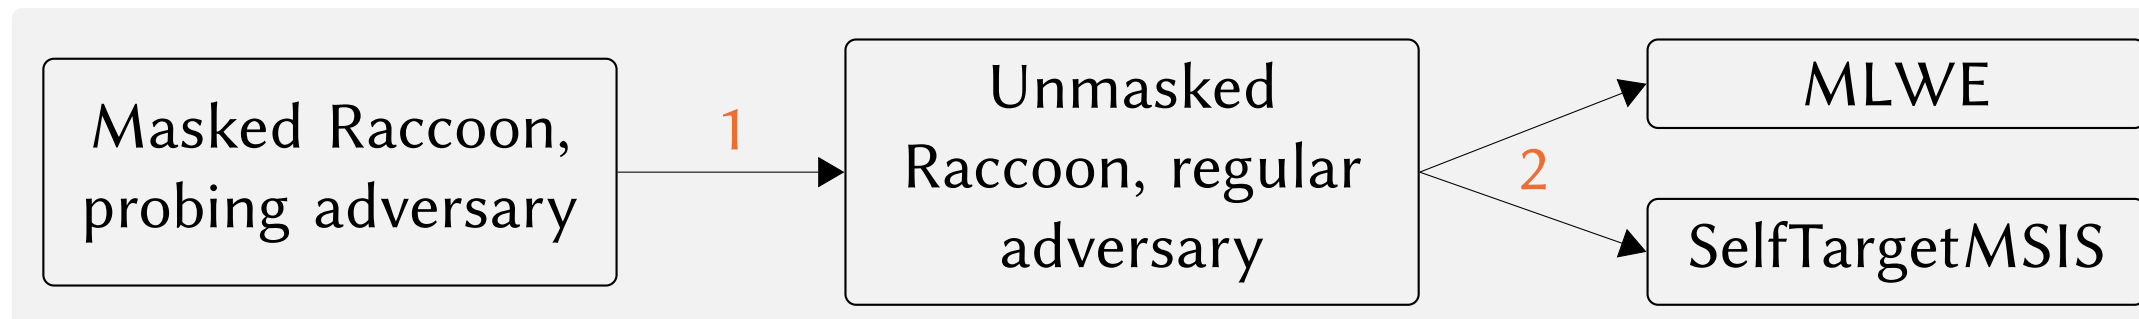 Masked Raccoon,
probing adversary
1
Unmasked
Raccoon, regular
adversary
2
MLWE
SelfTargetMSIS